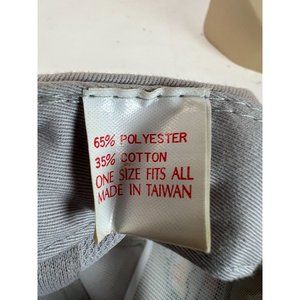 65% POLYESTER
35% COTTON
ONE SIZE FITS ALL
MADE IN TAIWAN